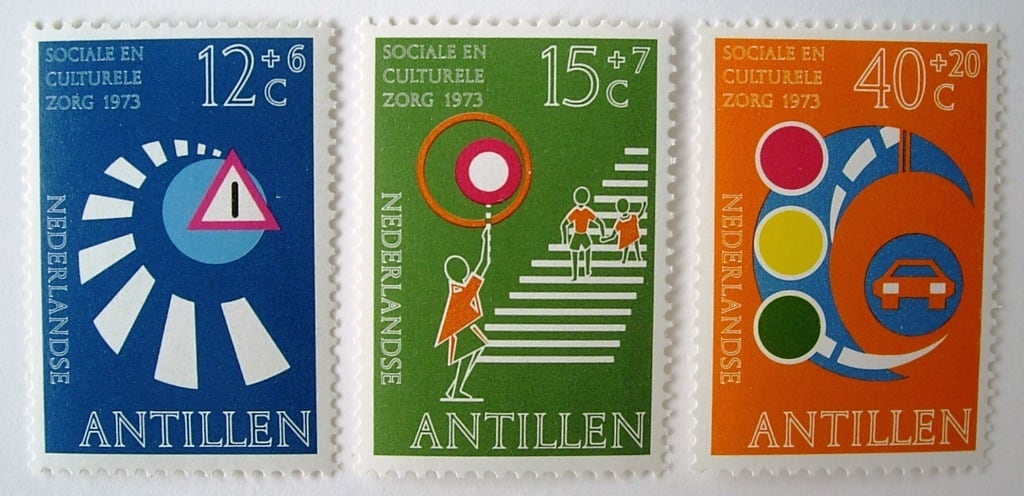 SOCIALE EN
CULTURELE
ZORG 1973
12+6
C
NEDERLANDSE
ANTILLEN
SOCIALE EN
CULTURELE
ZORG 1973
15+7
C
NEDERLANDSE
ANTILLEN
SOCIALE EN
CULTURELE
ZORG 1973
40+20
C
NEDERLANDSE
ANTILLEN